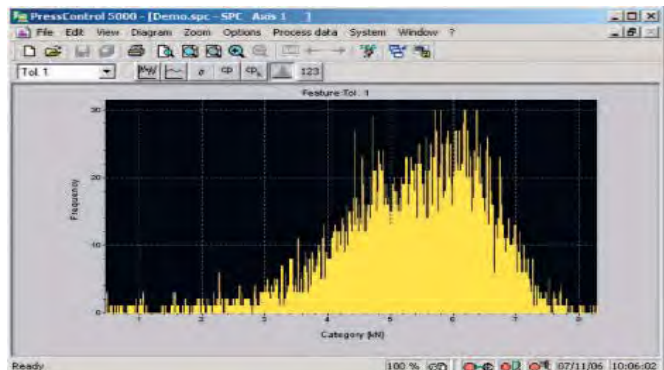 PressControl 5000 - [Demo.spc - SPC Axis 1 ]
File Edit View Diagram Zoom Options Process data System Window ?
Tol 1 σ cp cpk 123
Feature Tol. 1
30
20
10
0
Frequency
1 2 3 4 5 6 7 8
Category [kN]
Ready 100 % 07/11/06 10:06:02